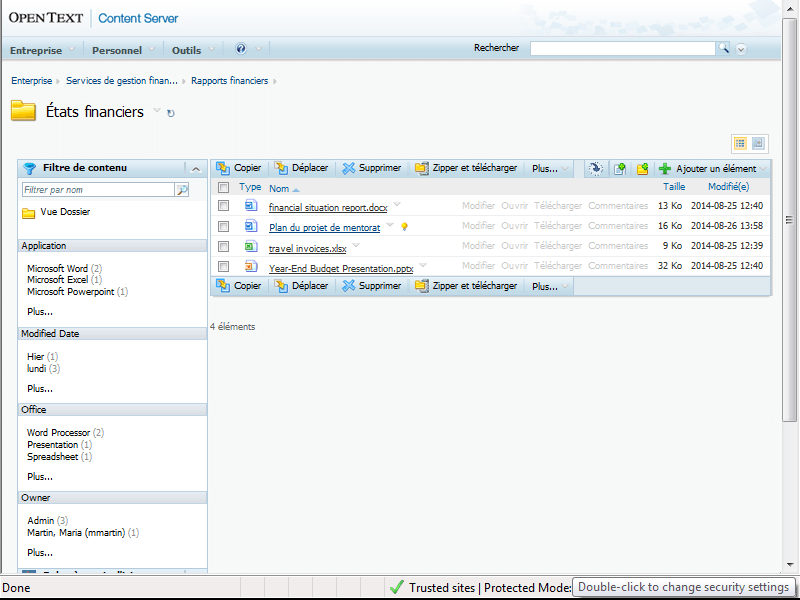 OPEN TEXT | Content Server
Entreprise Personnel Outils Rechercher
Entreprise Services de gestion finan... Rapports financiers
États financiers
Filtre de contenu
Filtrer par nom
Vue Dossier
Application
Microsoft Word (2)
Microsoft Excel (1)
Microsoft Powerpoint (1)
Plus...
Modified Date
Hier (1)
lundi (3)
Plus...
Office
Word Processor (2)
Presentation (1)
Spreadsheet (1)
Plus...
Owner
Admin (3)
Martin, Maria (mmartin) (1)
Plus...
Copier Déplacer Supprimer Zipper et télécharger Plus... Ajouter un élément
Type Nom Taille Modifié(e)
financial situation report.docx Modifier Ouvrir Télécharger Commentaires 13 Ko 2014-08-25 12:40
Plan du projet de mentorat Modifier Ouvrir Télécharger Commentaires 16 Ko 2014-08-26 13:58
travel invoices.xlsx Modifier Ouvrir Télécharger Commentaires 9 Ko 2014-08-25 12:39
Year-End Budget Presentation.pptx Modifier Ouvrir Télécharger Commentaires 32 Ko 2014-08-25 12:40
Copier Déplacer Supprimer Zipper et télécharger Plus...
4 éléments
Done Trusted sites | Protected Mode: Double-click to change security settings